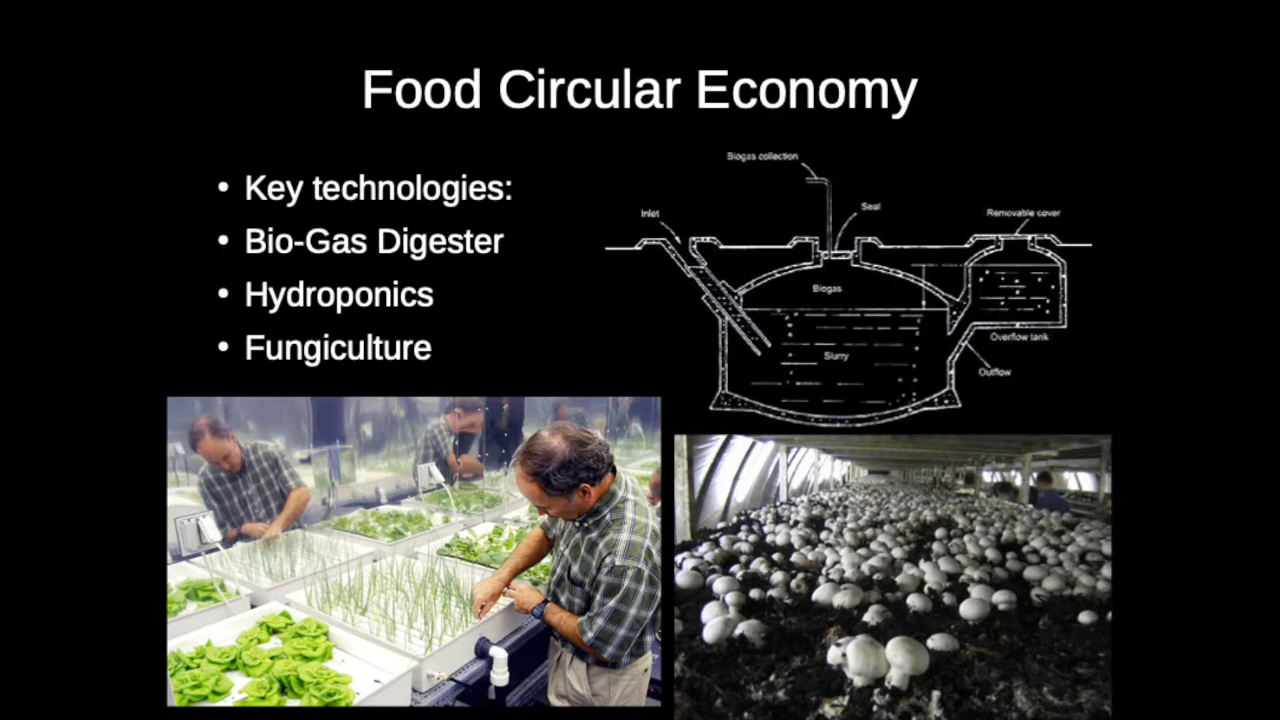 Food Circular Economy
• Key technologies:
• Bio-Gas Digester
• Hydroponics
• Fungiculture
Biogas collection
Inlet
Seal
Removable cover
Biogas
Overflow tank
Slurry
Outflow